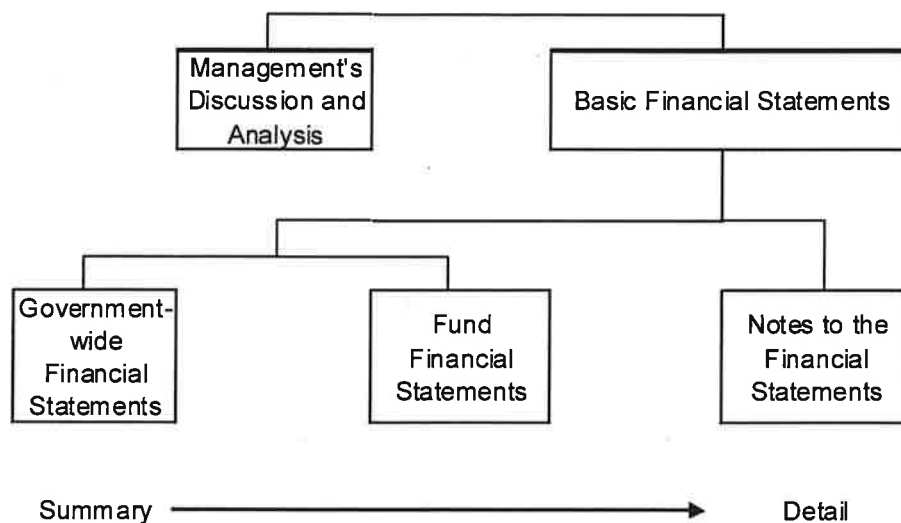 Management's
Discussion and
Analysis
Basic Financial Statements
Government-
wide
Financial
Statements
Fund
Financial
Statements
Notes to the
Financial
Statements
Summary
Detail